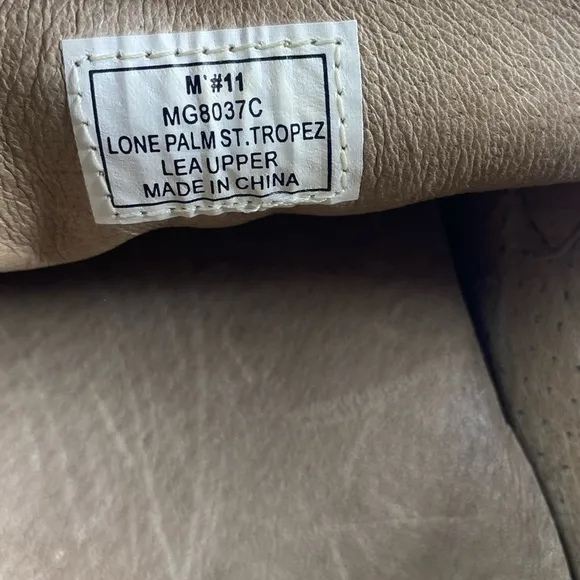 M'#11
MG8037C
LONE PALM ST.TROPEZ
LEA UPPER
MADE IN CHINA